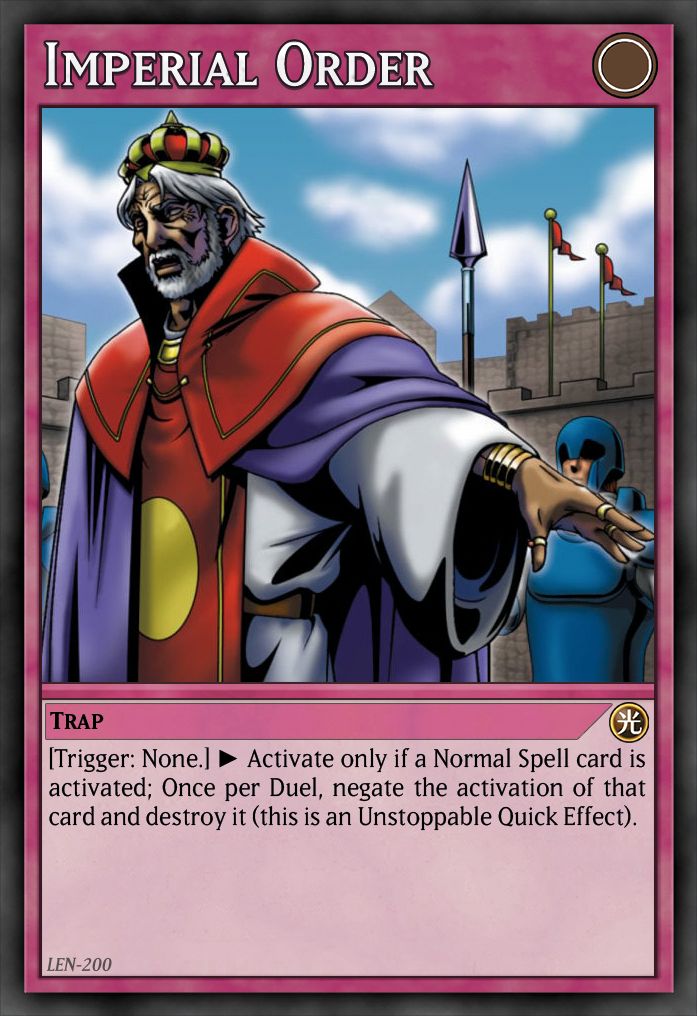 IMPERIAL ORDER
TRAP
光
[Trigger: None.] ► Activate only if a Normal Spell card is
activated; Once per Duel, negate the activation of that
card and destroy it (this is an Unstoppable Quick Effect).
LEN-200